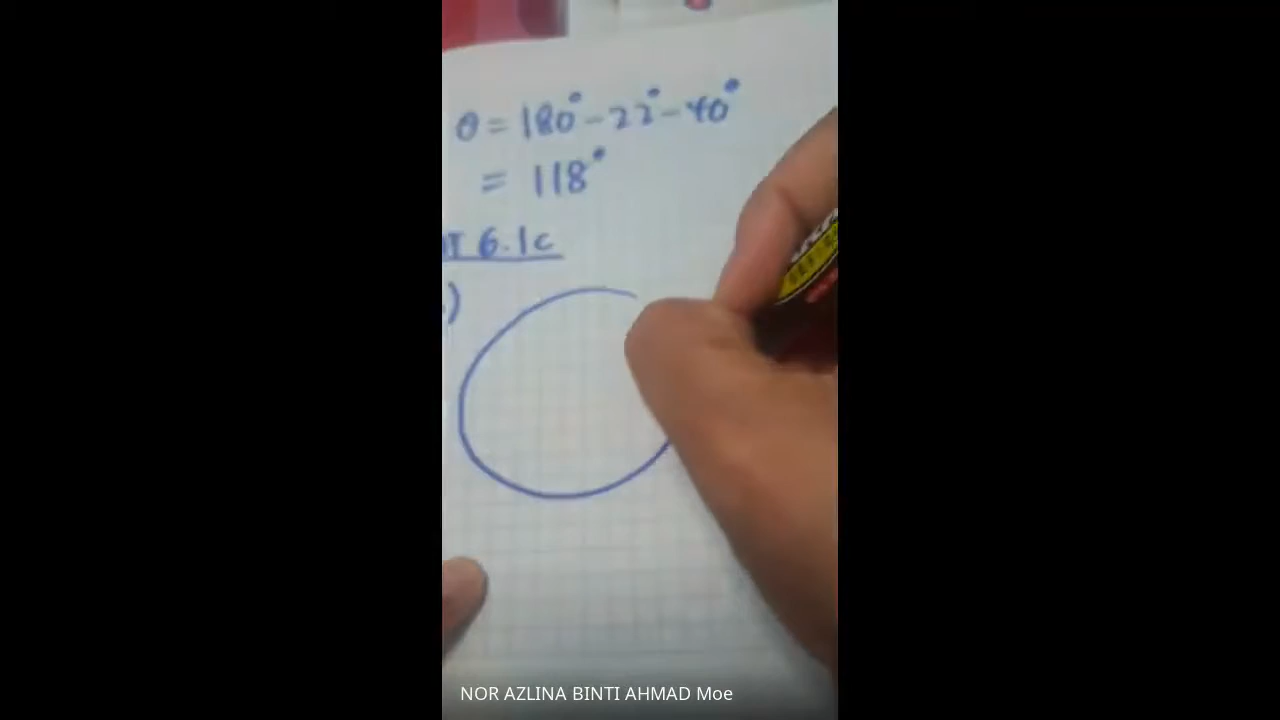 θ = 180° - 22° - 40°
= 118°
6.1c
)
NOR AZLINA BINTI AHMAD Moe